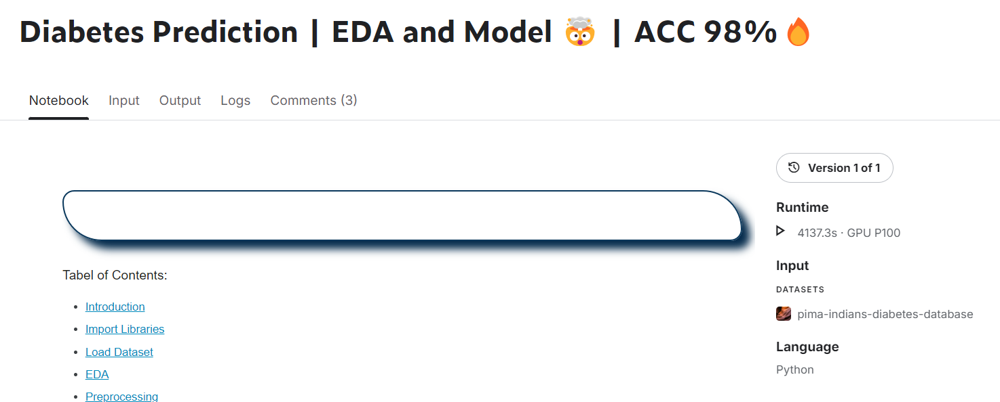 Diabetes Prediction | EDA and Model 🤯 | ACC 98%🔥
Notebook Input Output Logs Comments (3)
Version 1 of 1
Runtime
4137.3s · GPU P100
Input
DATASETS
pima-indians-diabetes-database
Language
Python
Tabel of Contents:
• Introduction
• Import Libraries
• Load Dataset
• EDA
• Preprocessing